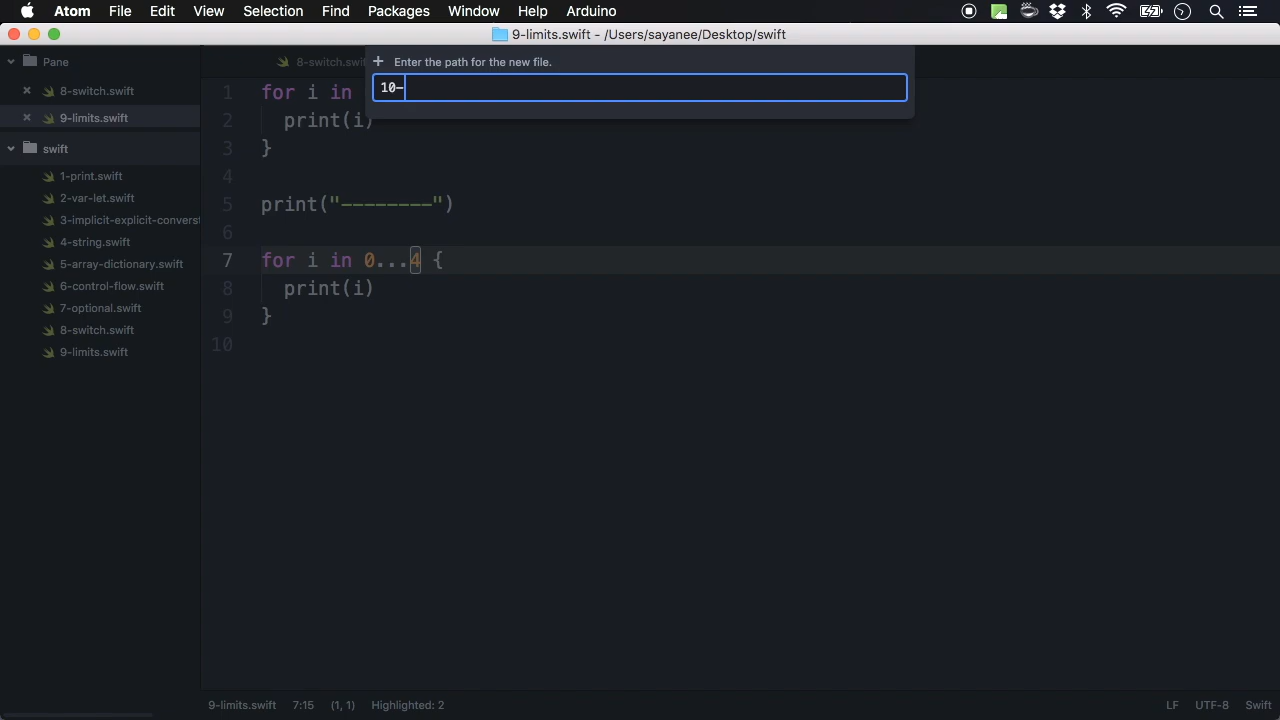 Atom File Edit View Selection Find Packages Window Help Arduino
9-limits.swift - /Users/sayanee/Desktop/swift
Pane
8-switch.swift
9-limits.swift
swift
1-print.swift
2-var-let.swift
3-implicit-explicit-converst
4-string.swift
5-array-dictionary.swift
6-control-flow.swift
7-optional.swift
8-switch.swift
9-limits.swift
8-switch.swift
Enter the path for the new file.
10-
1 for i in
2 print(i)
3 }
4
5 print("--------")
6
7 for i in 0...4 {
8 print(i)
9 }
10
9-limits.swift 7:15 (1, 1) Highlighted: 2 LF UTF-8 Swift